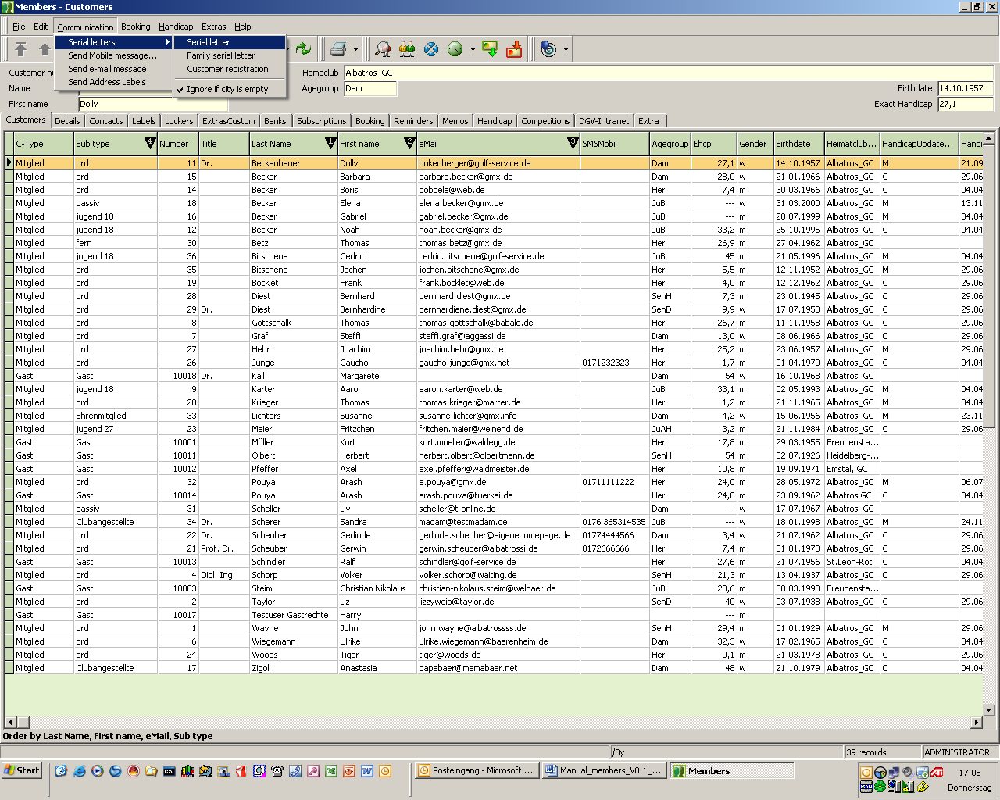 Members - Customers
File Edit Communication Booking Handicap Extras Help
Serial letters
Send Mobile message...
Send e-mail message
Send Address Labels
Serial letter
Family serial letter
Customer registration
Ignore if city is empty
Customer nu Homeclub Albatros_GC
Name Agegroup Dam Birthdate 14.10.1957
First name Dolly Exact Handicap 27,1
Customers Details Contacts Labels Lockers ExtrasCustom Banks Subscriptions Booking Reminders Memos Handicap Competitions DGV-Intranet Extra
C-Type Sub type 4 Number Title Last Name 1 First name 2 eMail 3 SMSMobil Agegroup Ehcp Gender Birthdate Heimatclub... HandicapUpdate... Handi
Mitglied ord 11 Dr. Beckenbauer Dolly bukenberger@golf-service.de Dam 27,1 w 14.10.1957 Albatros_GC M 21.09
Mitglied ord 15 Becker Barbara barbara.becker@gmx.de Dam 28,0 w 21.01.1966 Albatros_GC C 29.06
Mitglied ord 14 Becker Boris bobbele@web.de Her 7,4 m 30.03.1966 Albatros_GC C 04.04
Mitglied passiv 18 Becker Elena elena.becker@gmx.de JuB --- w 31.03.2000 Albatros_GC M 13.11
Mitglied jugend 18 16 Becker Gabriel gabriel.becker@gmx.de JuB --- m 20.07.1999 Albatros_GC M 04.04
Mitglied jugend 18 12 Becker Noah noah.becker@gmx.de JuB 33,2 m 25.10.1995 Albatros_GC C 04.04
Mitglied fern 30 Betz Thomas thomas.betz@gmx.de Her 26,9 m 27.04.1962 Albatros_GC
Mitglied jugend 18 36 Bitschene Cedric cedric.bitschene@golf-service.de JuB 45 m 21.05.1996 Albatros_GC M 04.04
Mitglied ord 35 Bitschene Jochen jochen.bitschene@gmx.de Her 5,5 m 12.11.1952 Albatros_GC M 29.06
Mitglied ord 19 Bocklet Frank frank.bocklet@web.de Her 4,0 m 12.12.1962 Albatros_GC C 29.06
Mitglied ord 28 Diest Bernhard bernhard.diest@gmx.de SenH 7,3 m 23.01.1945 Albatros_GC C 29.06
Mitglied ord 29 Dr. Diest Bernhardine bernhardiene.diest@gmx.de SenD 9,9 w 17.07.1950 Albatros_GC C 29.06
Mitglied ord 8 Gottschalk Thomas thomas.gottschalk@babale.de Her 26,7 m 11.11.1958 Albatros_GC C 29.06
Mitglied ord 7 Graf Steffi steffi.graf@aggassi.de Dam 13,0 w 08.06.1966 Albatros_GC C 29.06
Mitglied ord 27 Hehr Joachim joachim.hehr@gmx.de Her 25,2 m 23.06.1957 Albatros_GC M 29.06
Mitglied ord 26 Junge Gaucho gaucho.junge@gmx.net 0171232323 Her 1,7 m 01.04.1970 Albatros_GC C 04.04
Gast Gast 10018 Dr. Kall Margarete Dam 54 w 16.10.1968 Albatros_GC
Mitglied jugend 18 9 Karter Aaron aaron.karter@web.de JuB 33,1 m 02.05.1993 Albatros_GC M 04.04
Mitglied ord 20 Krieger Thomas thomas.krieger@marter.de Her 1,2 m 21.11.1965 Albatros_GC M 04.04
Mitglied Ehrenmitglied 33 Lichters Susanne susanne.lichter@gmx.info Dam 4,2 w 15.06.1956 Albatros_GC M 23.11
Mitglied jugend 27 23 Maier Fritzchen fritchen.maier@weinend.de JuAH 3,2 m 21.11.1984 Albatros_GC C 29.06
Gast Gast 10001 Müller Kurt kurt.mueller@waldegg.de Her 17,8 m 29.03.1955 Freudensta...
Gast Gast 10011 Olbert Herbert herbert.olbert@olbertmann.de SenH 54 m 02.07.1926 Heidelberg-...
Gast Gast 10012 Pfeffer Axel axel.pfeffer@waldmeister.de Her 10,8 m 19.09.1971 Emstal, GC
Mitglied ord 32 Pouya Arash a.pouya@gmx.de 01711111222 Her 24,0 m 28.05.1972 Albatros_GC M 06.07
Gast Gast 10014 Pouya Arash arash.pouya@tuerkei.de Her 24,0 m 23.09.1962 Albatros GC C 04.04
Mitglied passiv 31 Scheller Liv scheller@t-online.de Dam --- w 17.07.1967 Albatros_GC
Mitglied Clubangestellte 34 Dr. Scherer Sandra madam@testmadam.de 0176 365314535 JuB --- w 18.01.1998 Albatros_GC M 24.11
Mitglied ord 22 Dr. Scheuber Gerlinde gerlinde.scheuber@eigenehomepage.de 01774444566 Dam 3,4 w 21.07.1962 Albatros_GC C 29.06
Mitglied ord 21 Prof. Dr. Scheuber Gerwin gerwin.scheuber@albatrossi.de 0172666666 Her 7,4 m 01.01.1970 Albatros_GC C 29.06
Gast Gast 10013 Schindler Ralf schindler@golf-service.de Her 27,6 m 21.07.1956 St.Leon-Rot C 04.04
Mitglied ord 4 Dipl. Ing. Schorp Volker volker.schorp@waiting.de SenH 21,3 m 13.04.1937 Albatros_GC C 29.06
Gast Gast 10003 Steim Christian Nikolaus christian-nikolaus.steim@welbaer.de JuB 23,6 m 30.03.1993 Freudensta...
Mitglied ord 2 Taylor Liz lizzyweib@taylor.de SenD 40 w 03.07.1938 Albatros_GC C 29.06
Gast Gast 10017 Testuser Gastrechte Harry --- m
Mitglied ord 1 Wayne John john.wayne@albatrossss.de SenH 29,4 m 01.01.1929 Albatros_GC M 29.06
Mitglied ord 6 Wiegemann Ulrike ulrike.wiegemann@baerenheim.de Dam 32,3 w 17.02.1965 Albatros_GC C 04.04
Mitglied ord 24 Woods Tiger tiger@woods.de Her 0,1 m 21.03.1978 Albatros_GC C 29.06
Mitglied Clubangestellte 17 Zigoli Anastasia papabaer@mamabaer.net Dam 48 w 21.10.1979 Albatros_GC C 04.04
Order by Last Name, First name, eMail, Sub type
/By 39 records ADMINISTRATOR
Start Posteingang - Microsoft ... Manual_members_V8.1_... Members 17:05
Donnerstag